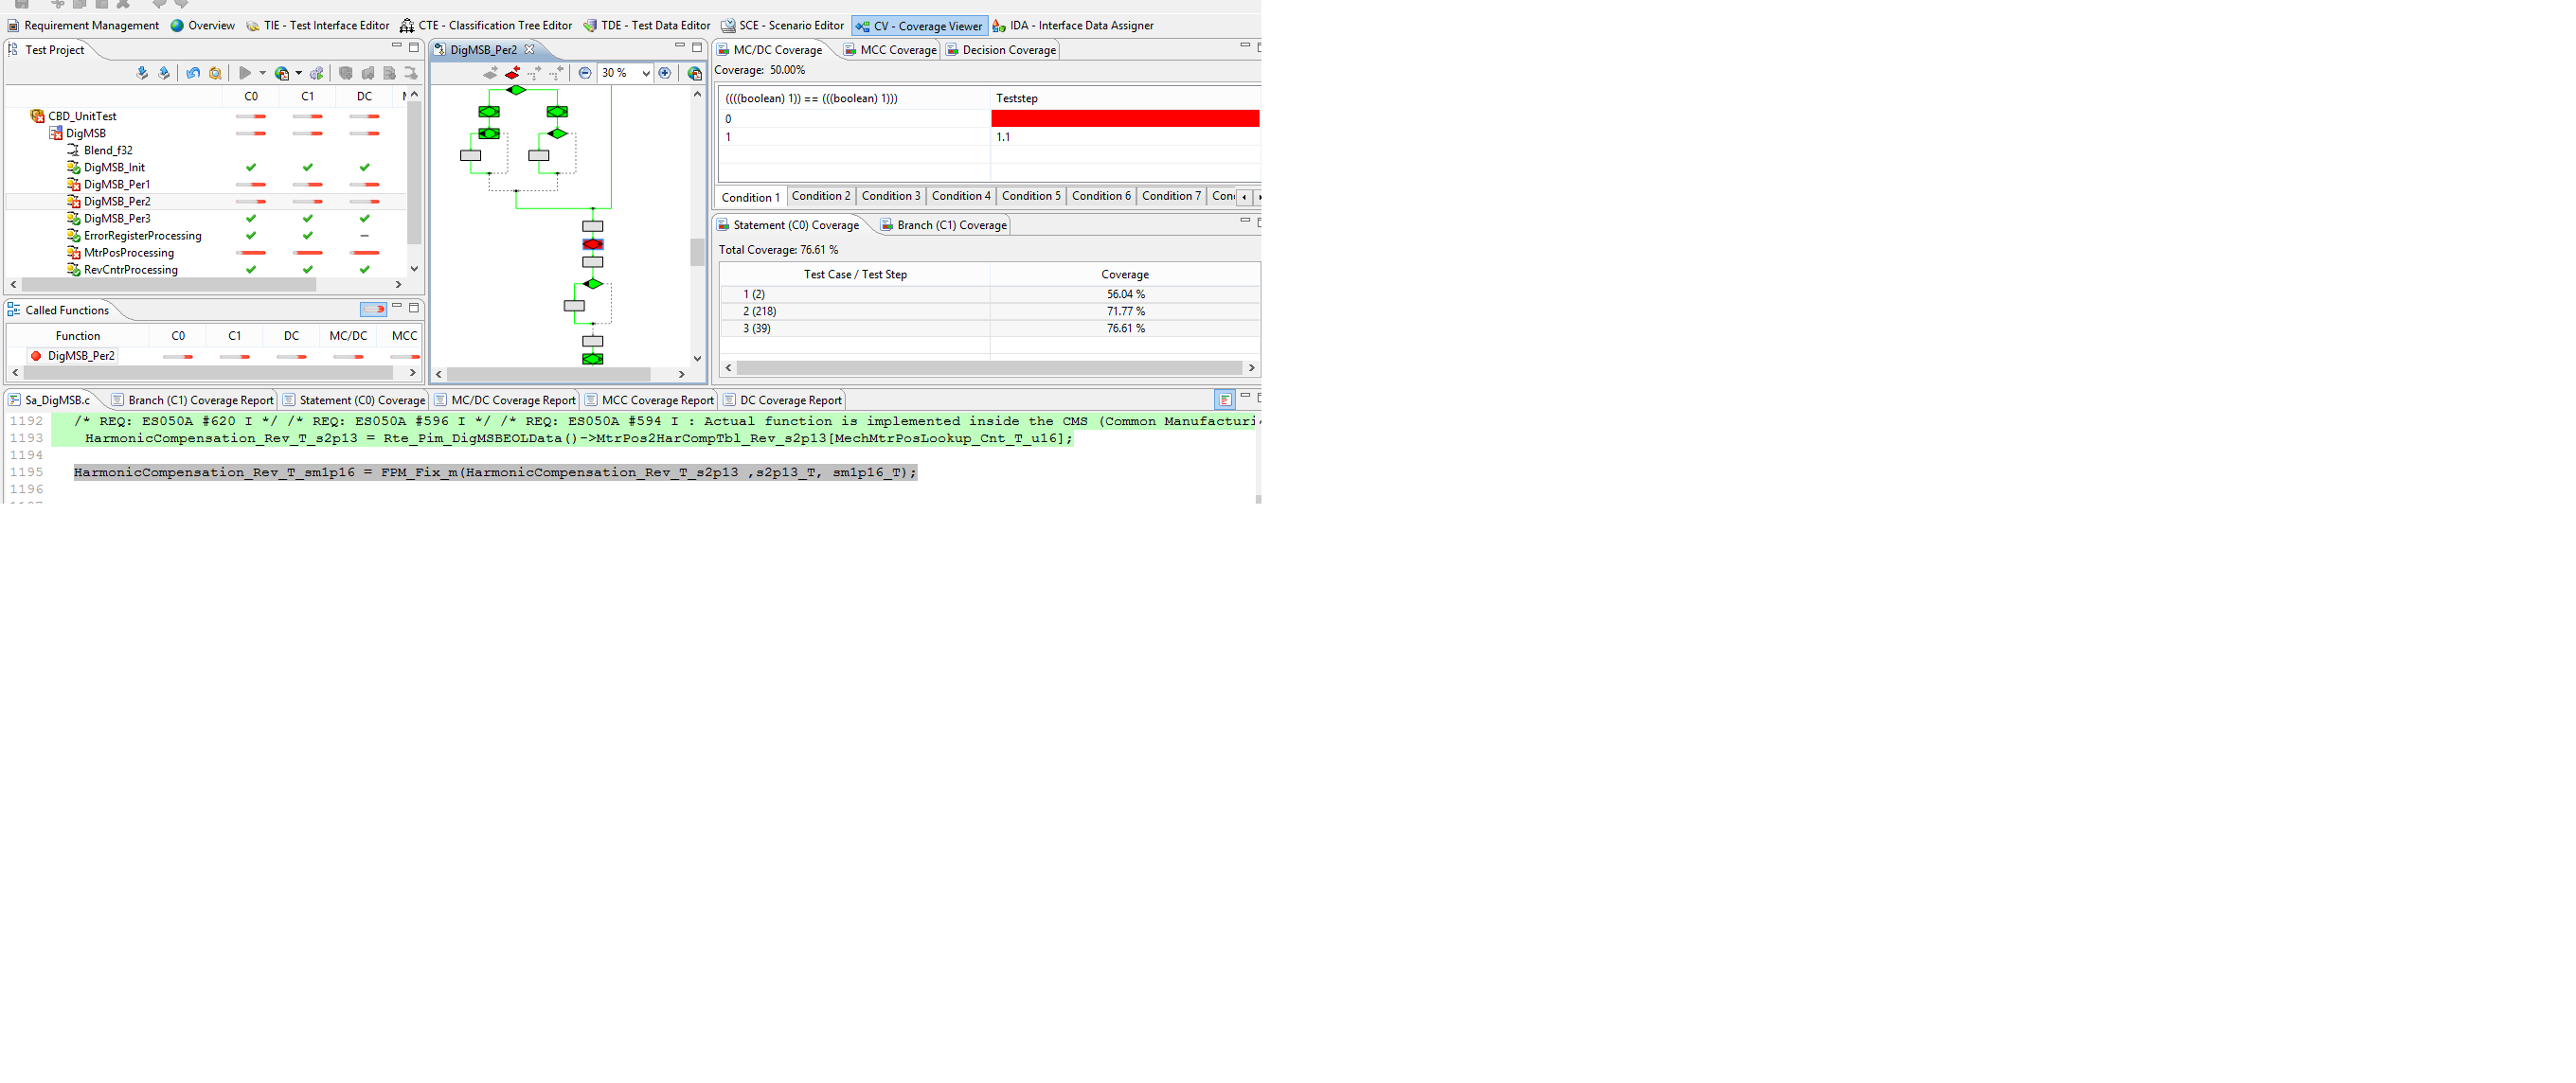 Requirement Management Overview TIE - Test Interface Editor CTE - Classification Tree Editor TDE - Test Data Editor SCE - Scenario Editor CV - Coverage Viewer IDA - Interface Data Assigner
Test Project
C0 C1 DC
CBD_UnitTest
DigMSB
Blend_f32
DigMSB_Init
DigMSB_Per1
DigMSB_Per2
DigMSB_Per3
ErrorRegisterProcessing
MtrPosProcessing
RevCntrProcessing
Called Functions
Function C0 C1 DC MC/DC MCC
DigMSB_Per2
DigMSB_Per2
30 %
MC/DC Coverage MCC Coverage Decision Coverage
Coverage: 50.00%
((((boolean) 1)) == (((boolean) 1))) Teststep
0
1 1.1
Condition 1 Condition 2 Condition 3 Condition 4 Condition 5 Condition 6 Condition 7 Con
Statement (C0) Coverage Branch (C1) Coverage
Total Coverage: 76.61 %
Test Case / Test Step Coverage
1 (2) 56.04 %
2 (218) 71.77 %
3 (39) 76.61 %
Sa_DigMSB.c Branch (C1) Coverage Report Statement (C0) Coverage MC/DC Coverage Report MCC Coverage Report DC Coverage Report
1192 /* REQ: ES050A #620 I */ /* REQ: ES050A #596 I */ /* REQ: ES050A #594 I : Actual function is implemented inside the CMS (Common Manufacturi
1193 HarmonicCompensation_Rev_T_s2p13 = Rte_Pim_DigMSBEOLData()->MtrPos2HarCompTbl_Rev_s2p13[MechMtrPosLookup_Cnt_T_u16];
1194
1195 HarmonicCompensation_Rev_T_sm1p16 = FPM_Fix_m(HarmonicCompensation_Rev_T_s2p13 ,s2p13_T, sm1p16_T);
1196